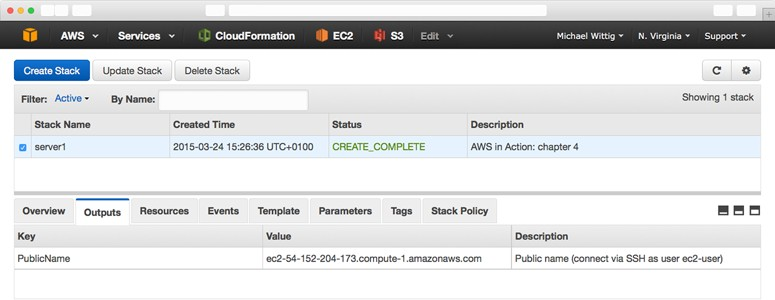 AWS Services CloudFormation EC2 S3 Edit Michael Wittig N. Virginia Support
Create Stack Update Stack Delete Stack
Filter: Active By Name: Showing 1 stack
Stack Name Created Time Status Description
server1 2015-03-24 15:26:36 UTC+0100 CREATE_COMPLETE AWS in Action: chapter 4
Overview Outputs Resources Events Template Parameters Tags Stack Policy
Key Value Description
PublicName ec2-54-152-204-173.compute-1.amazonaws.com Public name (connect via SSH as user ec2-user)